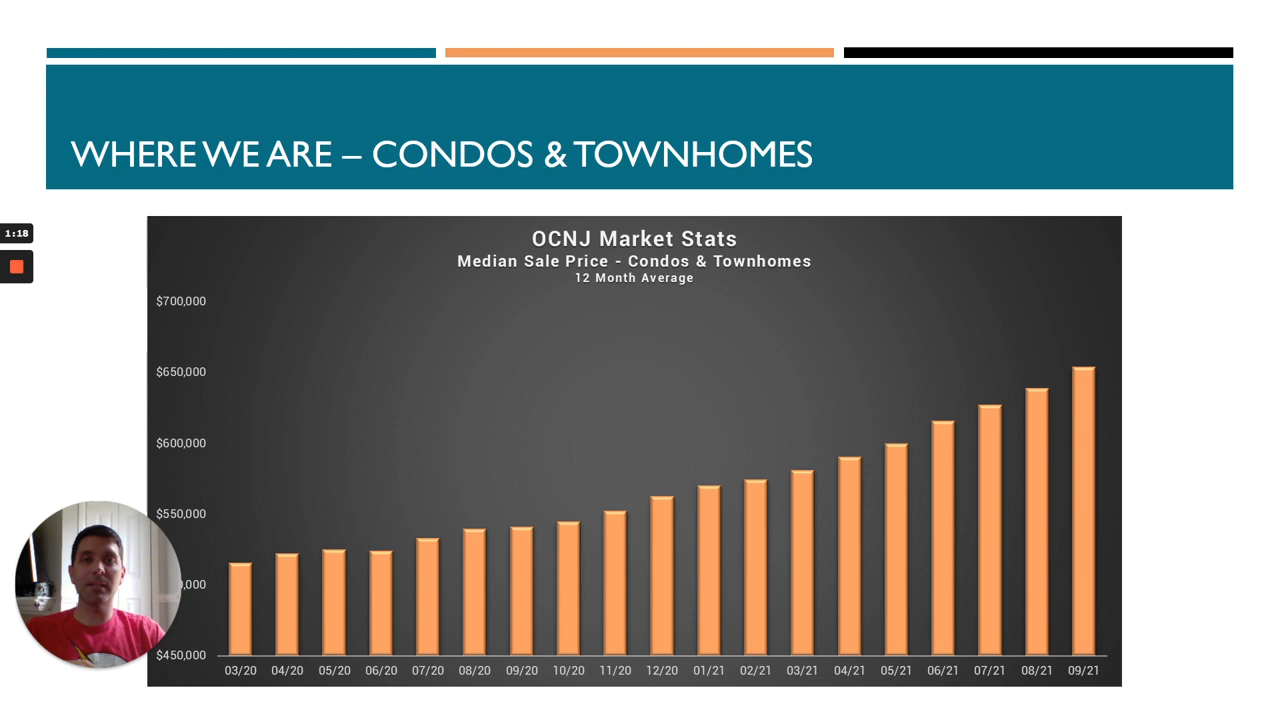 WHERE WE ARE – CONDOS & TOWNHOMES
1:18
OCNJ Market Stats
Median Sale Price - Condos & Townhomes
12 Month Average
$700,000
$650,000
$600,000
$550,000
0,000
$450,000
03/20 04/20 05/20 06/20 07/20 08/20 09/20 10/20 11/20 12/20 01/21 02/21 03/21 04/21 05/21 06/21 07/21 08/21 09/21